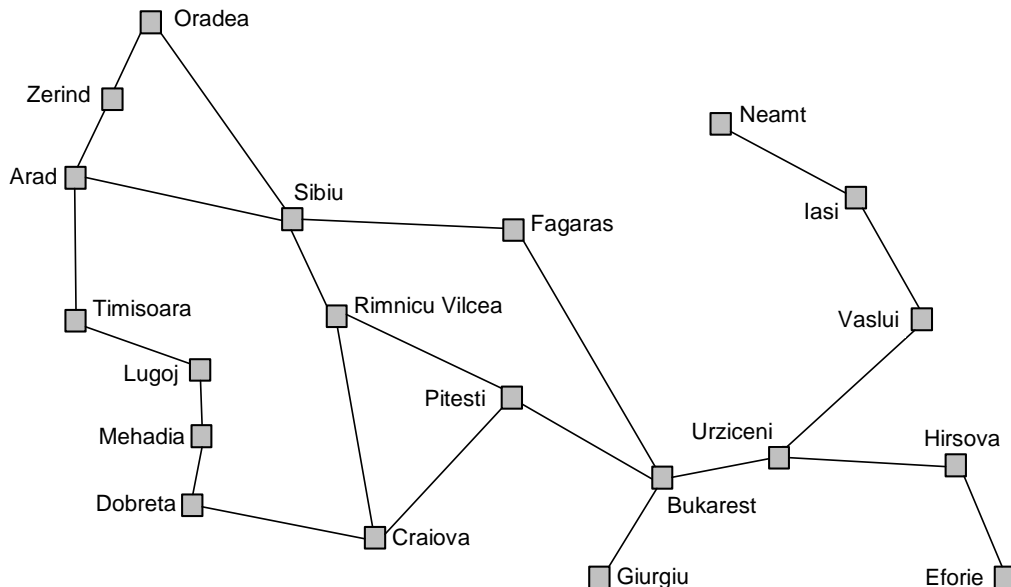 Oradea
Zerind
Neamt
Arad
Sibiu
Iasi
Fagaras
Timisoara
Rimnicu Vilcea
Vaslui
Lugoj
Pitesti
Mehadia
Urziceni
Hirsova
Dobreta
Bukarest
Craiova
Giurgiu
Eforie